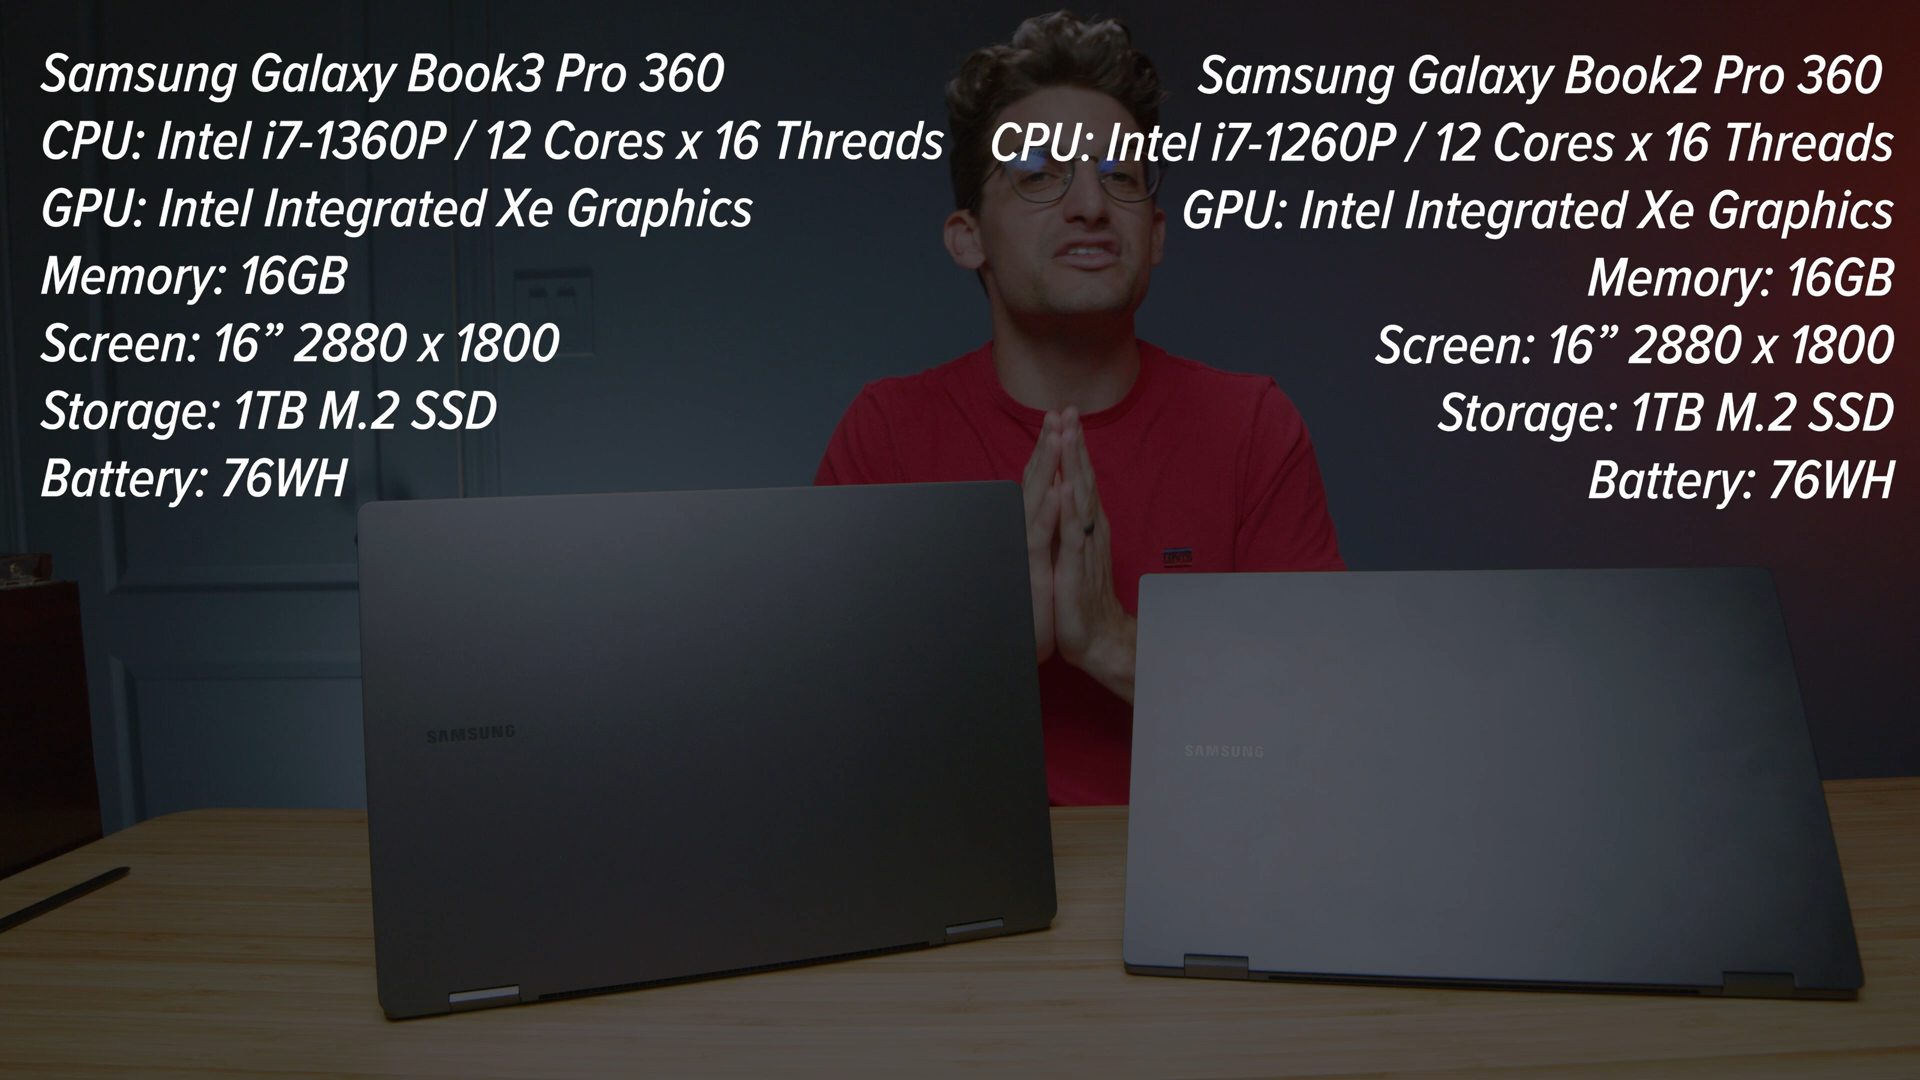 Samsung Galaxy Book3 Pro 360
CPU: Intel i7-1360P / 12 Cores x 16 Threads
GPU: Intel Integrated Xe Graphics
Memory: 16GB
Screen: 16” 2880 x 1800
Storage: 1TB M.2 SSD
Battery: 76WH
Samsung Galaxy Book2 Pro 360
CPU: Intel i7-1260P / 12 Cores x 16 Threads
GPU: Intel Integrated Xe Graphics
Memory: 16GB
Screen: 16” 2880 x 1800
Storage: 1TB M.2 SSD
Battery: 76WH
SAMSUNG
SAMSUNG